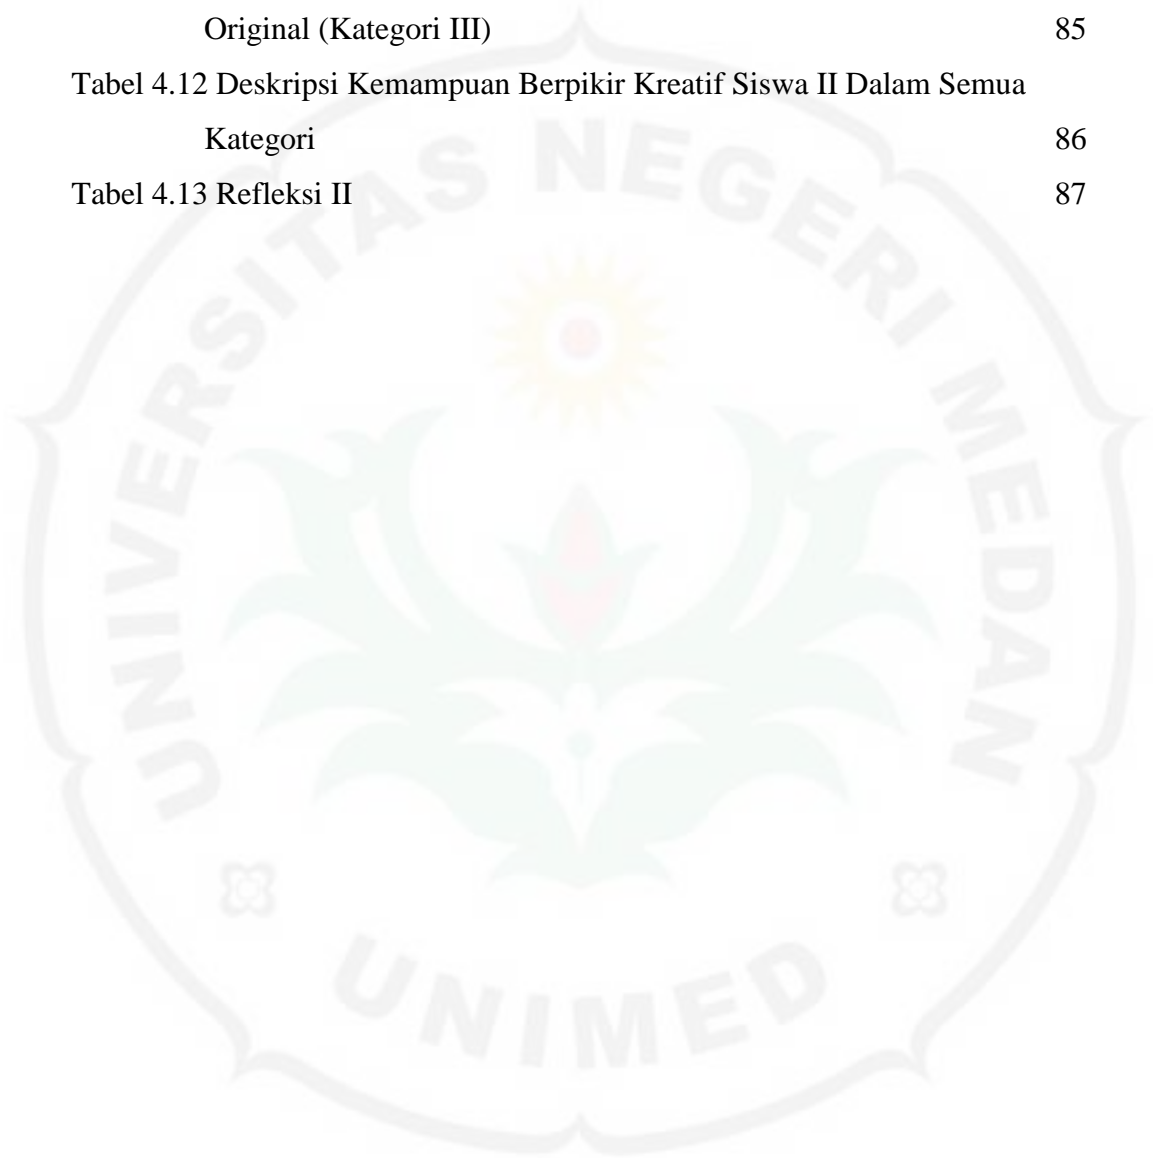 Original (Kategori III) 85
Tabel 4.12 Deskripsi Kemampuan Berpikir Kreatif Siswa II Dalam Semua
Kategori 86
Tabel 4.13 Refleksi II 87
UNIVERSITAS NEGERI MEDAN
UNIMED